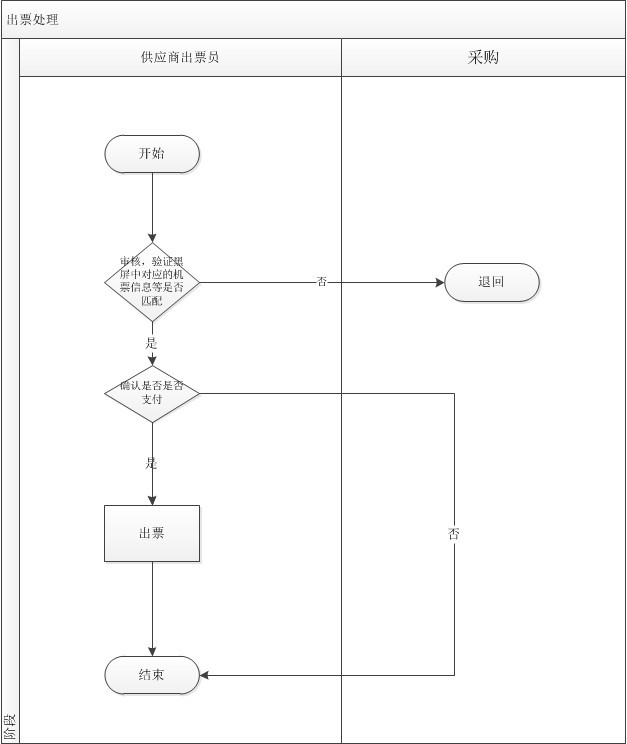 出票处理
供应商出票员
采购
开始
审核，验证黑
屏中对应的机
票信息等是否
匹配
否
退回
是
确认是否是否
支付
是
出票
否
结束
阶段